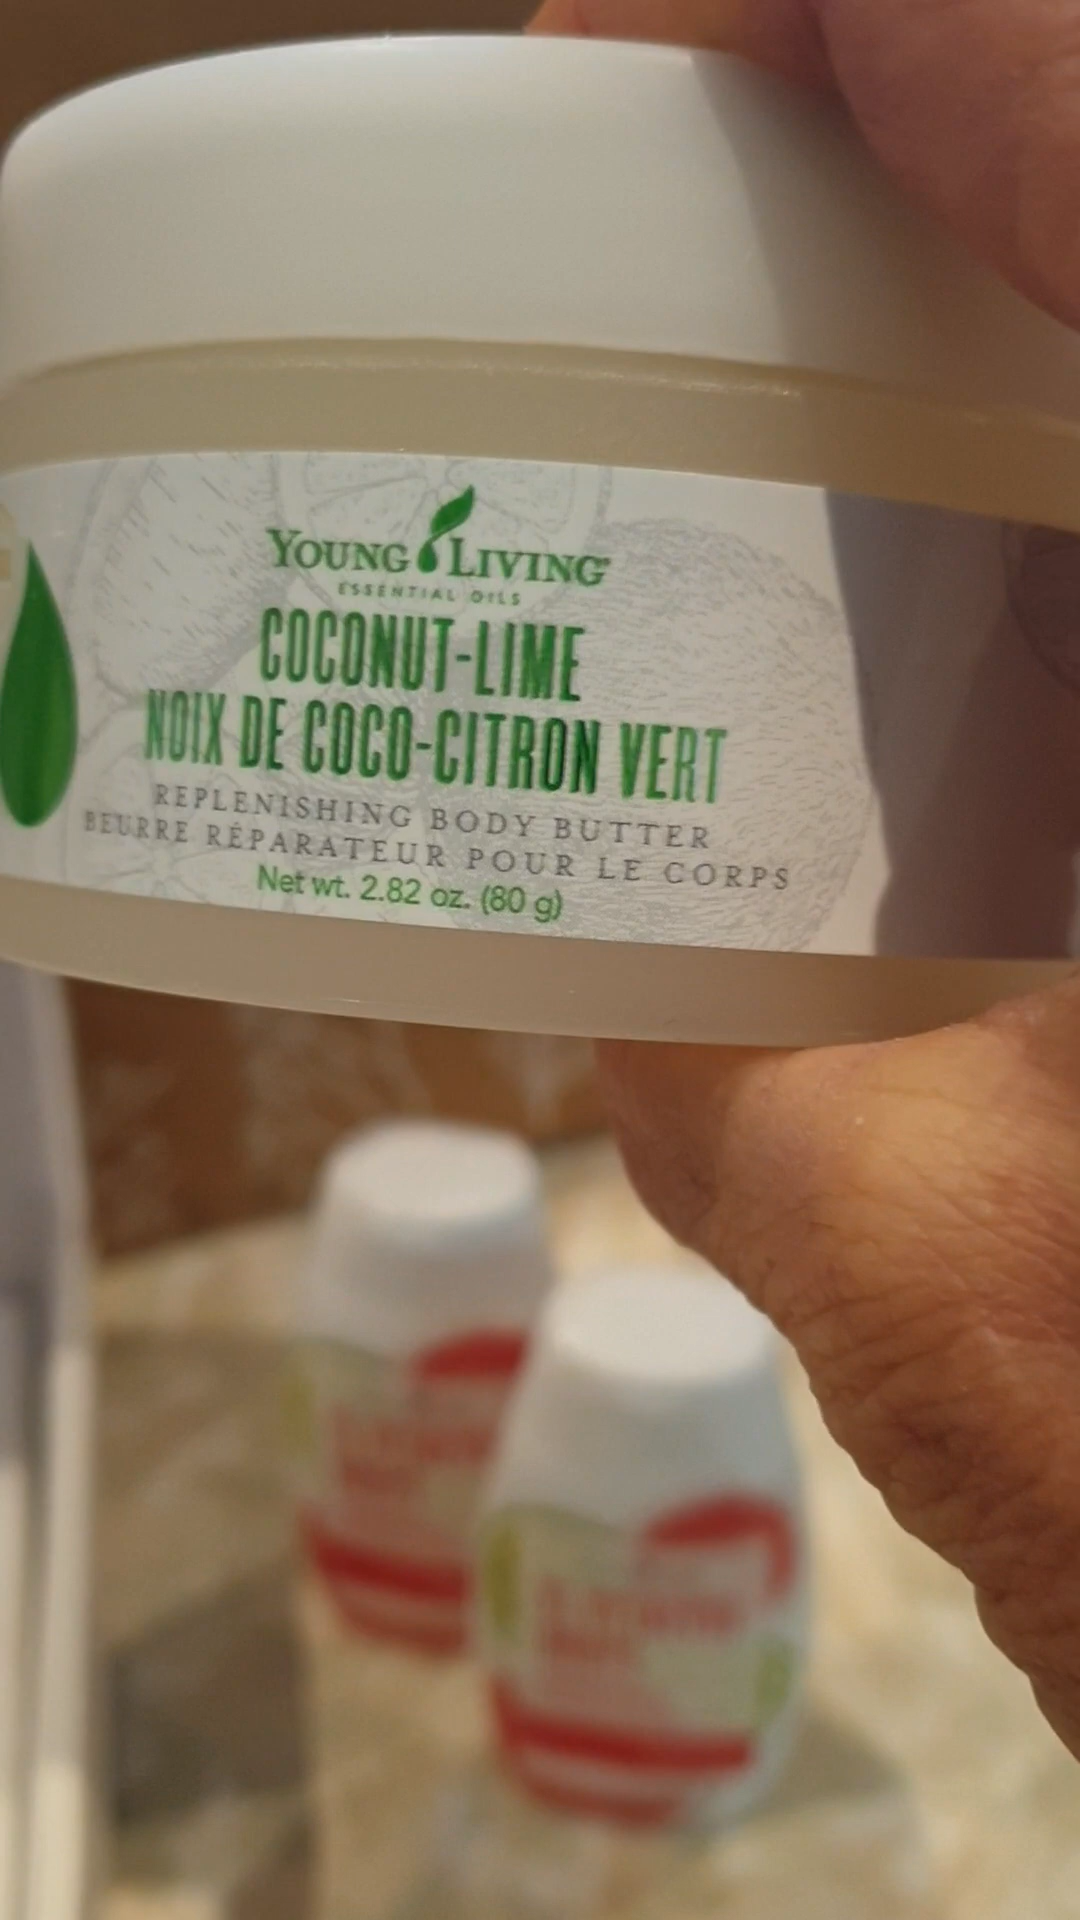 YOUNG LIVING
ESSENTIAL OILS
COCONUT-LIME
NOIX DE COCO-CITRON VERT
REPLENISHING BODY BUTTER
BEURRE RÉPARATEUR POUR LE CORPS
Net wt. 2.82 oz. (80 g)